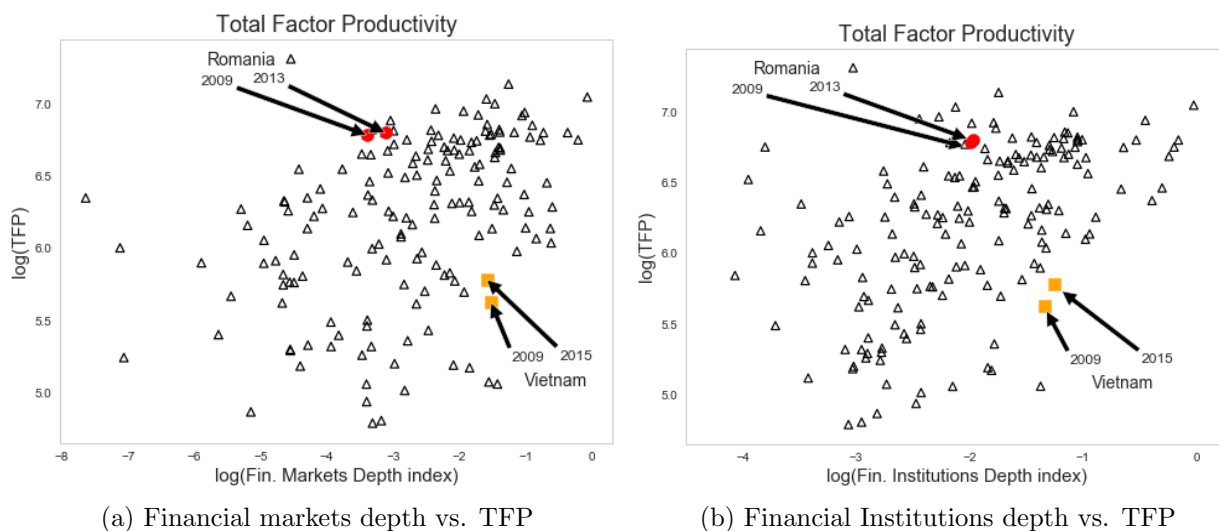 Total Factor Productivity
Romania
2009 2013
7.0
6.5
6.0
5.5
5.0
log(TFP)
2009 2015
Vietnam
−8 −7 −6 −5 −4 −3 −2 −1 0
log(Fin. Markets Depth index)
(a) Financial markets depth vs. TFP
Total Factor Productivity
Romania
2009 2013
7.0
6.5
6.0
5.5
5.0
log(TFP)
2009 2015
Vietnam
−4 −3 −2 −1 0
log(Fin. Institutions Depth index)
(b) Financial Institutions depth vs. TFP